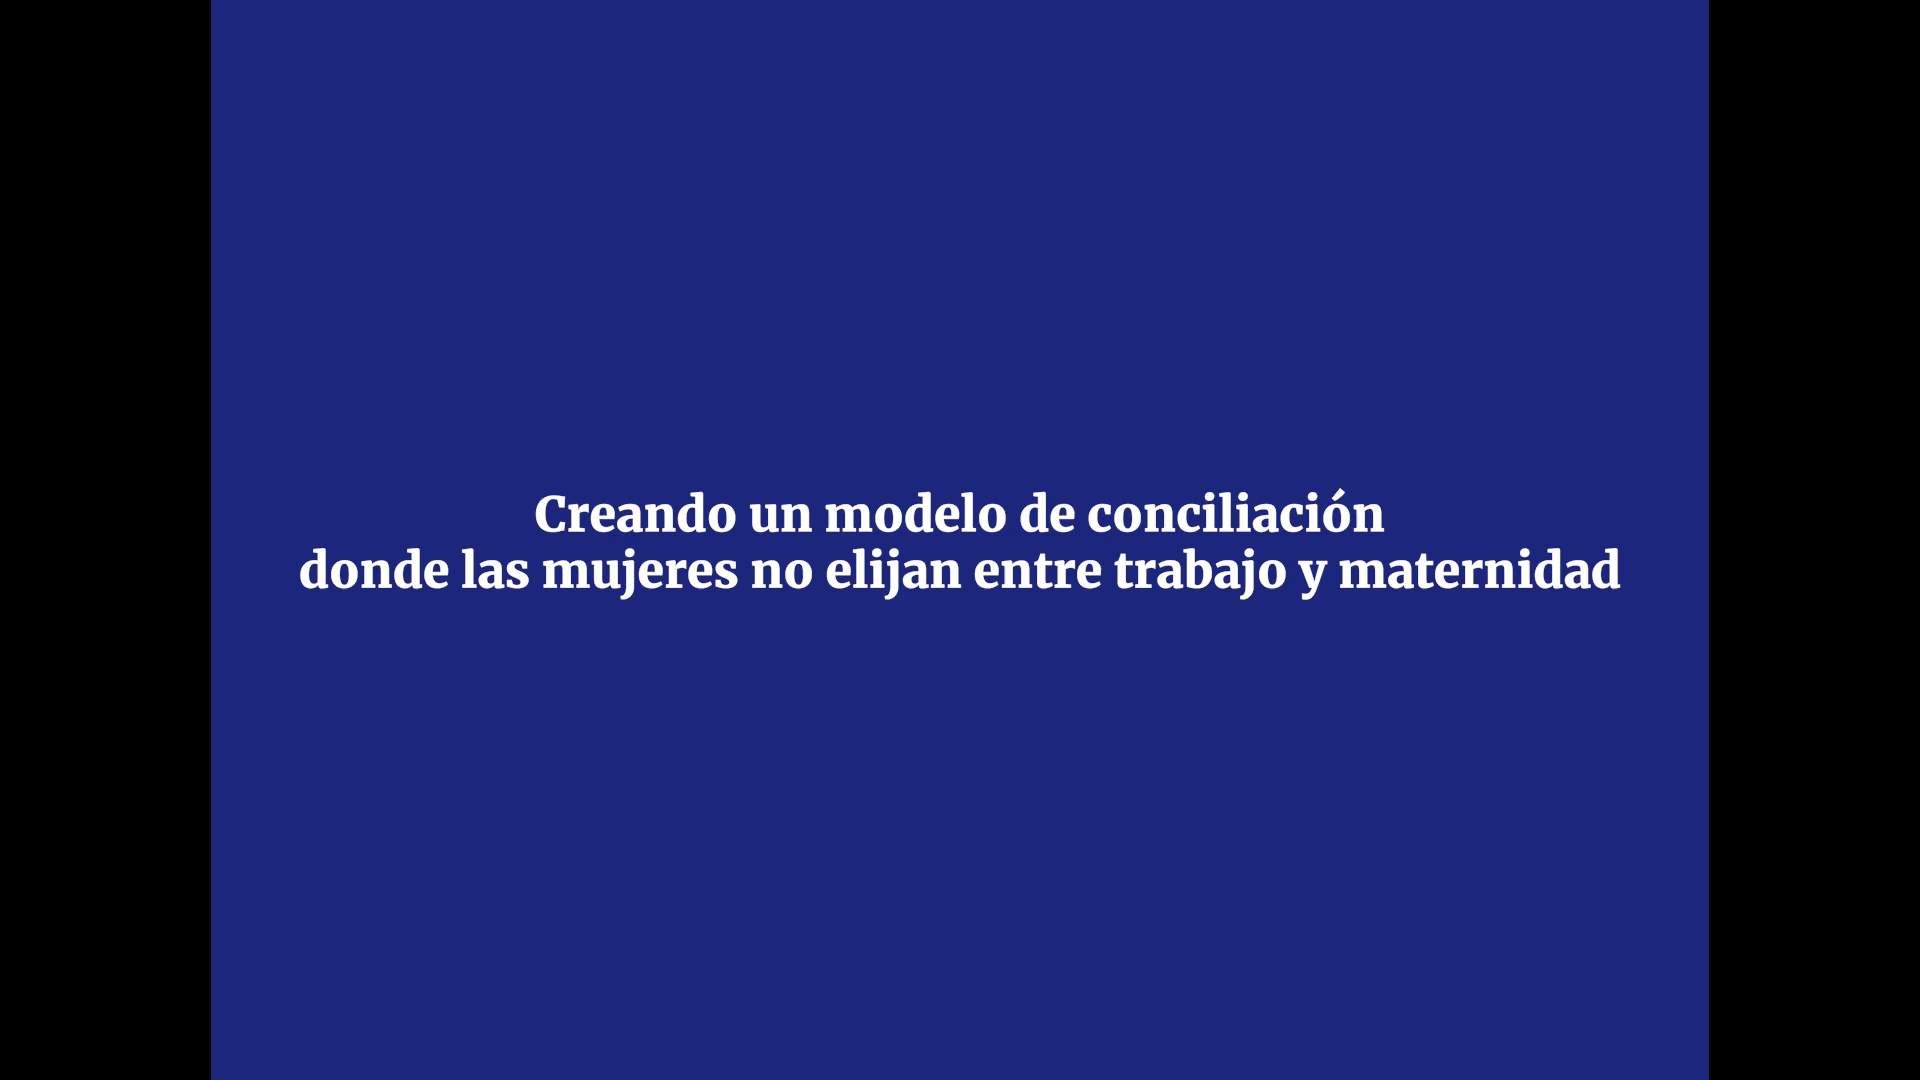 Creando un modelo de conciliación
donde las mujeres no elijan entre trabajo y maternidad